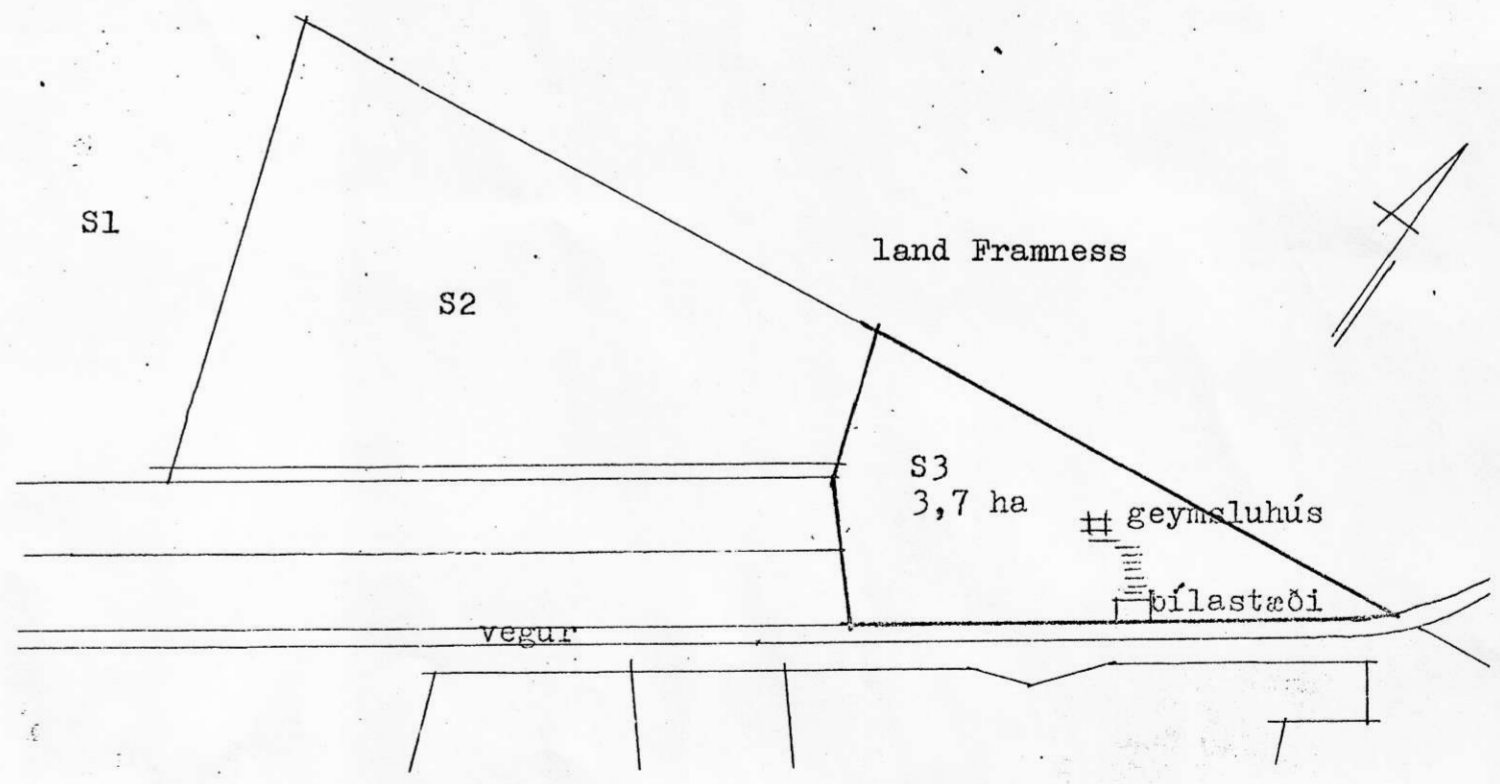 S1
land Framness
S2
S3
3,7 ha
geymsluhús
bílastæði
vegur